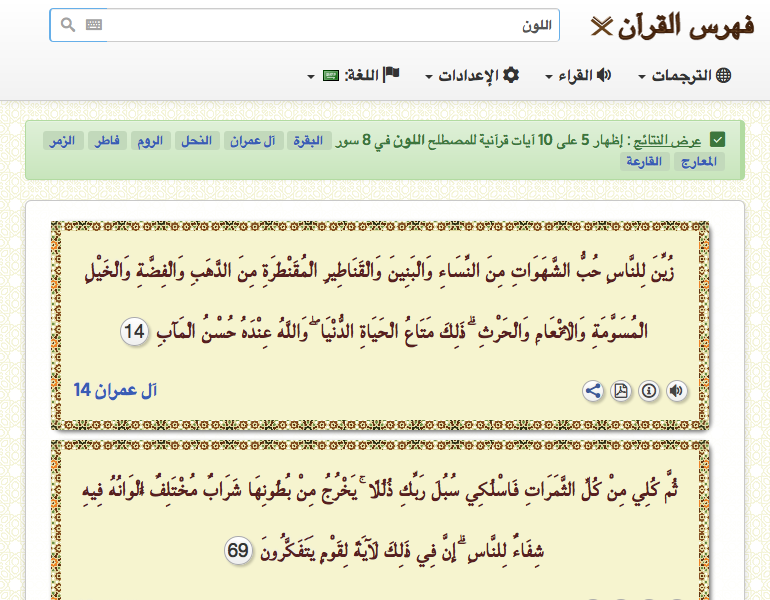 فهرس القرآن
اللون
الترجمات
القراء
الإعدادات
اللغة:
عرض النتائج : إظهار 5 على 10 آيات قرآنية للمصطلح اللون في 8 سور البقرة آل عمران النحل الروم فاطر الزمر
المعارج القارعة
زُيِّنَ لِلنَّاسِ حُبُّ الشَّهَوَاتِ مِنَ النِّسَاءِ وَالْبَنِينَ وَالْقَنَاطِيرِ الْمُقَنْطَرَةِ مِنَ الذَّهَبِ وَالْفِضَّةِ وَالْخَيْلِ
الْمُسَوَّمَةِ وَالْأَنْعَامِ وَالْحَرْثِ ۗ ذَلِكَ مَتَاعُ الْحَيَاةِ الدُّنْيَا ۖ وَاللَّهُ عِنْدَهُ حُسْنُ الْمَآبِ 14
آل عمران 14
ثُمَّ كُلِي مِنْ كُلِّ الثَّمَرَاتِ فَاسْلُكِي سُبُلَ رَبِّكِ ذُلُلًا ۚ يَخْرُجُ مِنْ بُطُونِهَا شَرَابٌ مُخْتَلِفٌ أَلْوَانُهُ فِيهِ
شِفَاءٌ لِلنَّاسِ ۗ إِنَّ فِي ذَلِكَ لَآيَةً لِقَوْمٍ يَتَفَكَّرُونَ 69